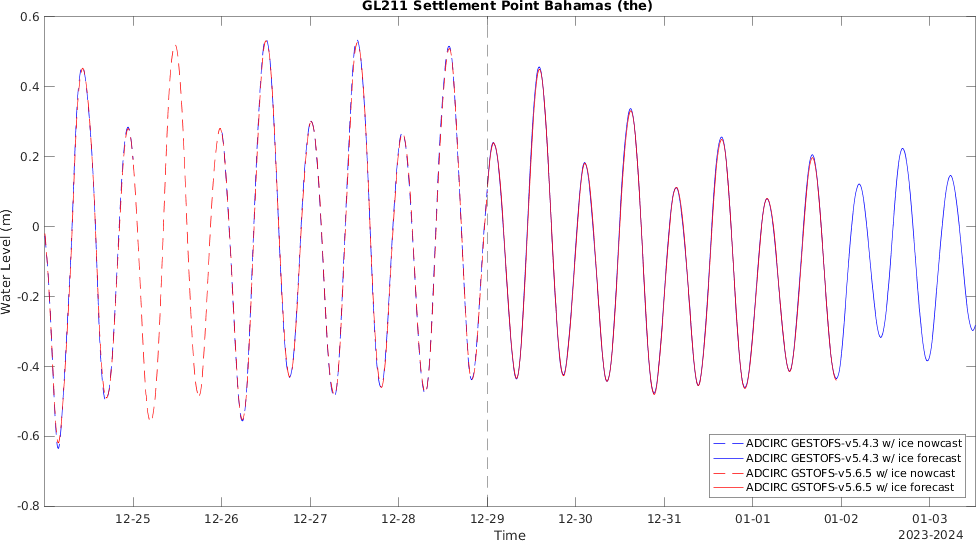 GL211 Settlement Point Bahamas (the)
0.6
0.4
0.2
0
-0.2
-0.4
-0.6
-0.8
Water Level (m)
ADCIRC GESTOFS-v5.4.3 w/ ice nowcast
ADCIRC GESTOFS-v5.4.3 w/ ice forecast
ADCIRC GSTOFS-v5.6.5 w/ ice nowcast
ADCIRC GSTOFS-v5.6.5 w/ ice forecast
12-25 12-26 12-27 12-28 12-29 12-30 12-31 01-01 01-02 01-03
Time
2023-2024